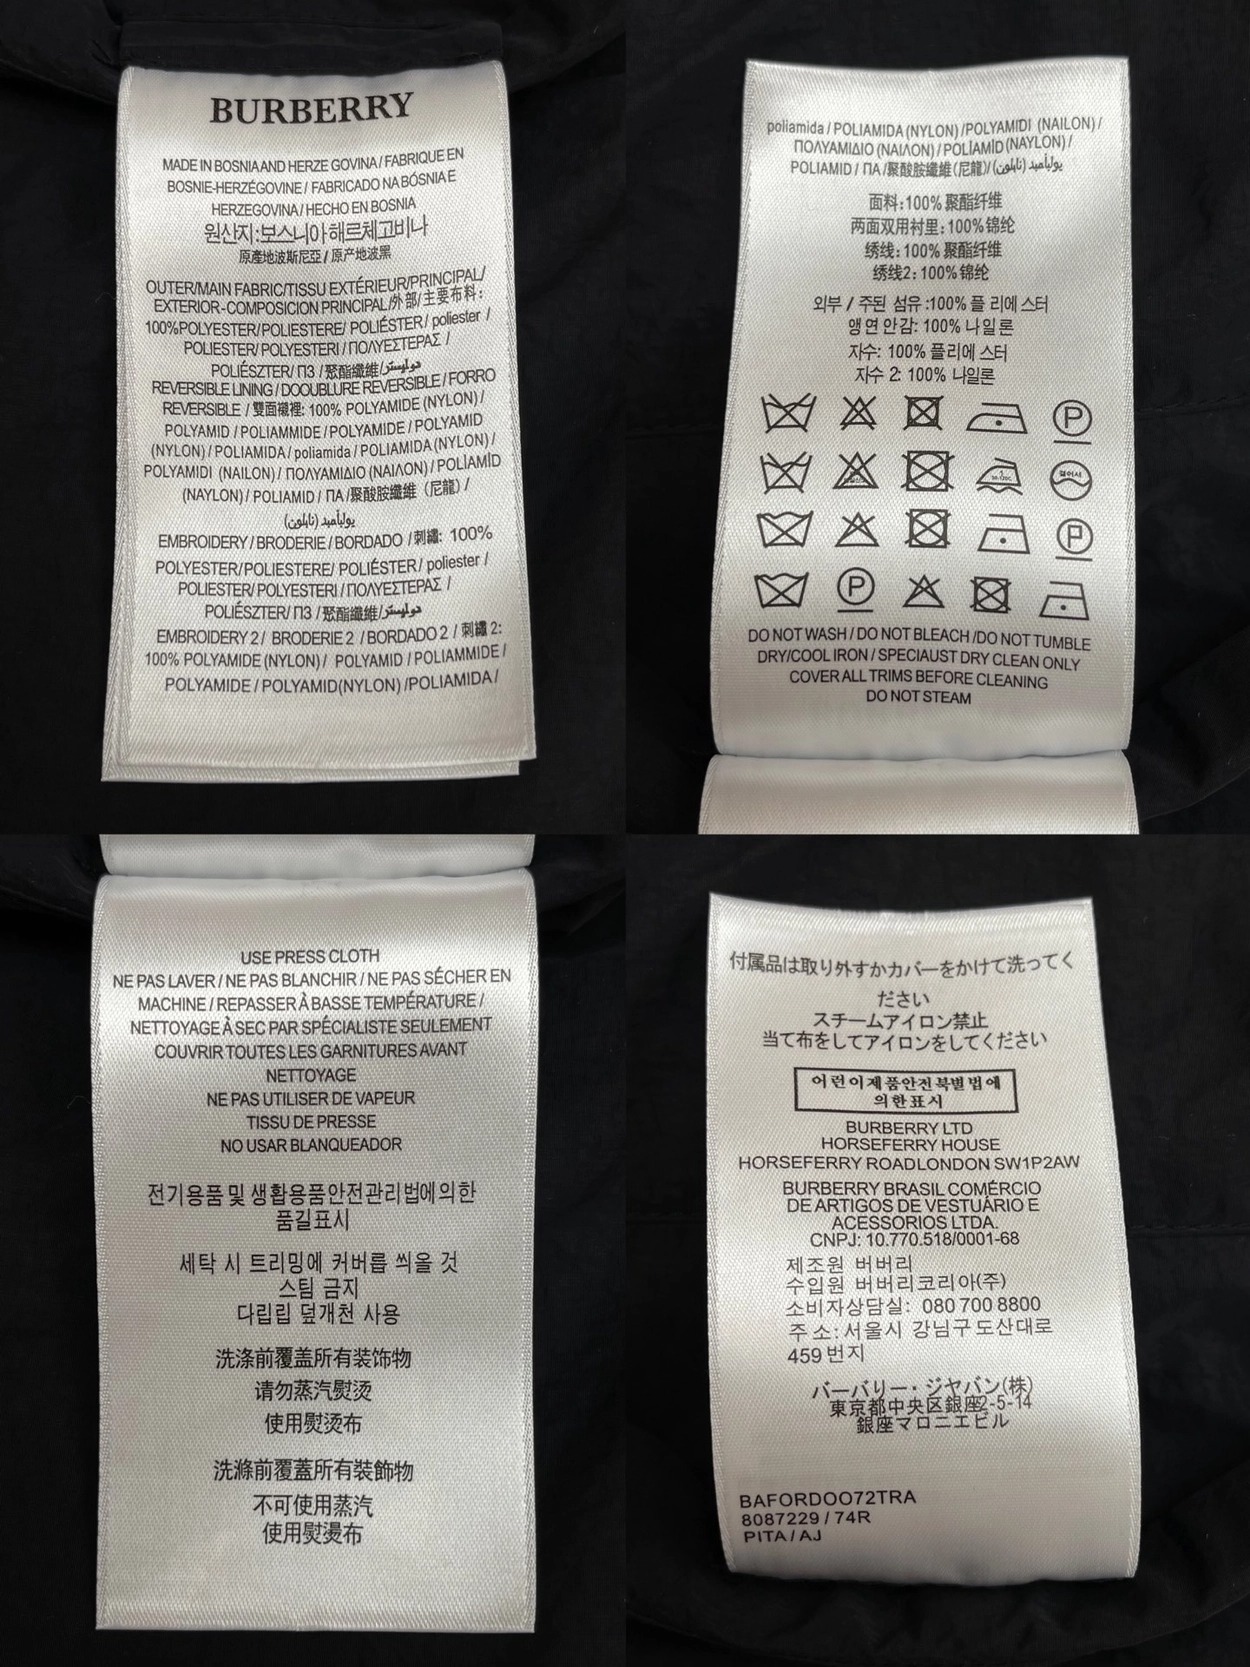 BURBERRY
MADE IN BOSNIA AND HERZE GOVINA / FABRIQUE EN
BOSNIE-HERZÉGOVINE / FABRICADO NA BÓSNIA E
HERZEGOVINA / HECHO EN BOSNIA
원산지:보스니아 헤르체고비나
原產地波斯尼亞 / 原产地波黑
OUTER/MAIN FABRIC/TISSU EXTÉRIEUR/PRINCIPAL/
EXTERIOR-COMPOSICION PRINCIPAL/外部/主要布料:
100%POLYESTER/POLIESTERE/ POLIÉSTER/ poliester /
POLIESTER/ POLYESTERI / ΠΟΛΥΕΣΤΕΡΑΣ /
POLIÉSZTER/ ПЭ /聚酯纖維/
REVERSIBLE LINING / DOOUBLURE REVERSIBLE / FORRO
REVERSIBLE / 雙面襯裡: 100% POLYAMIDE (NYLON) /
POLYAMID / POLIAMMIDE / POLYAMIDE / POLYAMID
(NYLON) / POLIAMIDA / poliamida / POLIAMIDA (NYLON) /
POLYAMIDI (NAILON) / ΠΟΛΥΑΜΙΔΙΟ (ΝΑΙΛΟΝ) / POLİAMİD
(NAYLON) / POLIAMID / ПА /聚酸胺纖維 (尼龍) /
يولبأميد (نايلون)
EMBROIDERY / BRODERIE / BORDADO / 刺繡: 100%
POLYESTER/POLIESTERE/ POLIÉSTER/ poliester /
POLIESTER/ POLYESTERI / ΠΟΛΥΕΣΤΕΡΑΣ /
POLIÉSZTER/ ПЭ / 聚酯纖維/
EMBROIDERY 2 / BRODERIE 2 / BORDADO 2 / 刺繡 2:
100% POLYAMIDE (NYLON) / POLYAMID / POLIAMMIDE /
POLYAMIDE / POLYAMID(NYLON) /POLIAMIDA /
poliamida / POLIAMIDA (NYLON) /POLYAMIDI (NAILON) /
ΠΟΛΥΑΜΙΔΙΟ (ΝΑΙΛΟΝ) / POLİAMİD (NAYLON) /
POLIAMID / ПА /聚酸胺纖維(尼龍)/(نايلون) يولبأميد
面料:100% 聚酯纤维
两面双用衬里:100%锦纶
绣线: 100% 聚酯纤维
绣线2: 100% 锦纶
외부 / 주된 섬유 :100% 플 리에 스터
앵연 안감: 100% 나일론
자수: 100% 플리에 스터
자수 2: 100% 나일론
P
P
P
DO NOT WASH / DO NOT BLEACH /DO NOT TUMBLE
DRY/COOL IRON / SPECIAUST DRY CLEAN ONLY
COVER ALL TRIMS BEFORE CLEANING
DO NOT STEAM
USE PRESS CLOTH
NE PAS LAVER / NE PAS BLANCHIR / NE PAS SÉCHER EN
MACHINE / REPASSER À BASSE TEMPÉRATURE /
NETTOYAGE À SEC PAR SPÉCIALISTE SEULEMENT
COUVRIR TOUTES LES GARNITURES AVANT
NETTOYAGE
NE PAS UTILISER DE VAPEUR
TISSU DE PRESSE
NO USAR BLANQUEADOR
전기용품 및 생활용품안전관리법에의한
품길표시
세탁 시 트리밍에 커버릅 씌울 것
스팀 금지
다립립 덮개천 사용
洗涤前覆盖所有装饰物
请勿蒸汽熨烫
使用熨烫布
洗滌前覆蓋所有裝飾物
不可使用蒸汽
使用熨燙布
付属品は取り外すかカバーをかけて洗ってく
ださい
スチームアイロン禁止
当て布をしてアイロンをしてください
어런이제품안전북별법에
의한표시
BURBERRY LTD
HORSEFERRY HOUSE
HORSEFERRY ROADLONDON SW1P2AW
BURBERRY BRASIL COMÉRCIO
DE ARTIGOS DE VESTUÁRIO E
ACESSORIOS LTDA.
CNPJ: 10.770.518/0001-68
제조원 버버리
수입원 버버리코리아(주)
소비자상담실: 080 700 8800
주소: 서울시 강남구 도산대로
459 번지
バーバリー・ジヤバン(株)
東京都中央区銀座2-5-14
銀座マロニエビル
BAFORDOO72TRA
8087229 / 74R
PITA / AJ